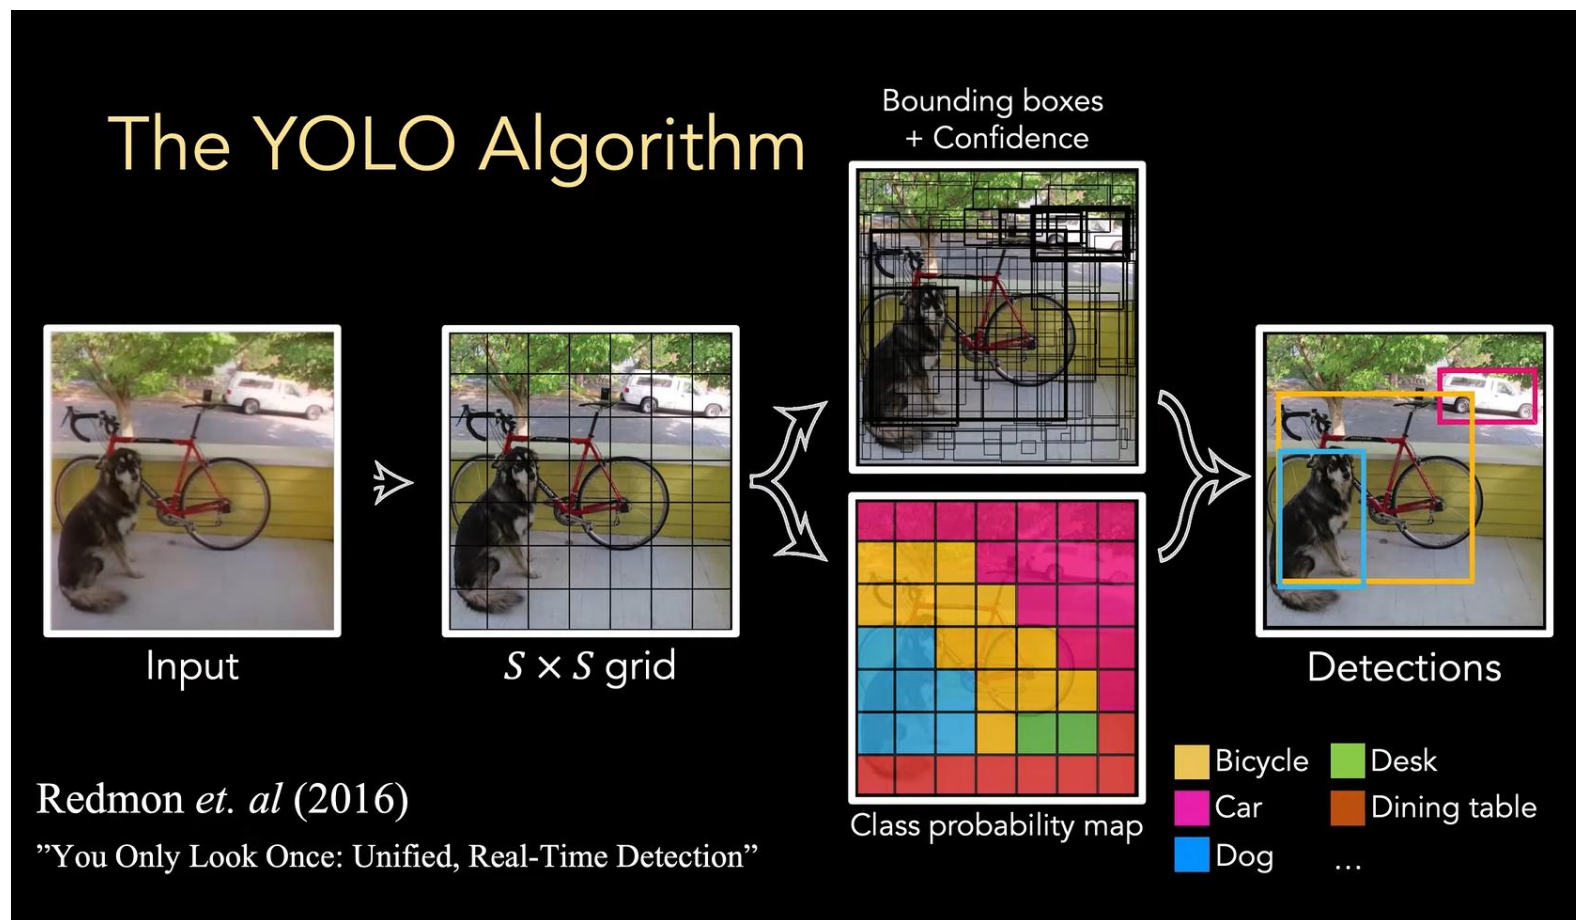 The YOLO Algorithm
Bounding boxes
+ Confidence
Input
S × S grid
Detections
Class probability map
Bicycle
Desk
Car
Dining table
Dog
...
Redmon et. al (2016)
”You Only Look Once: Unified, Real-Time Detection”